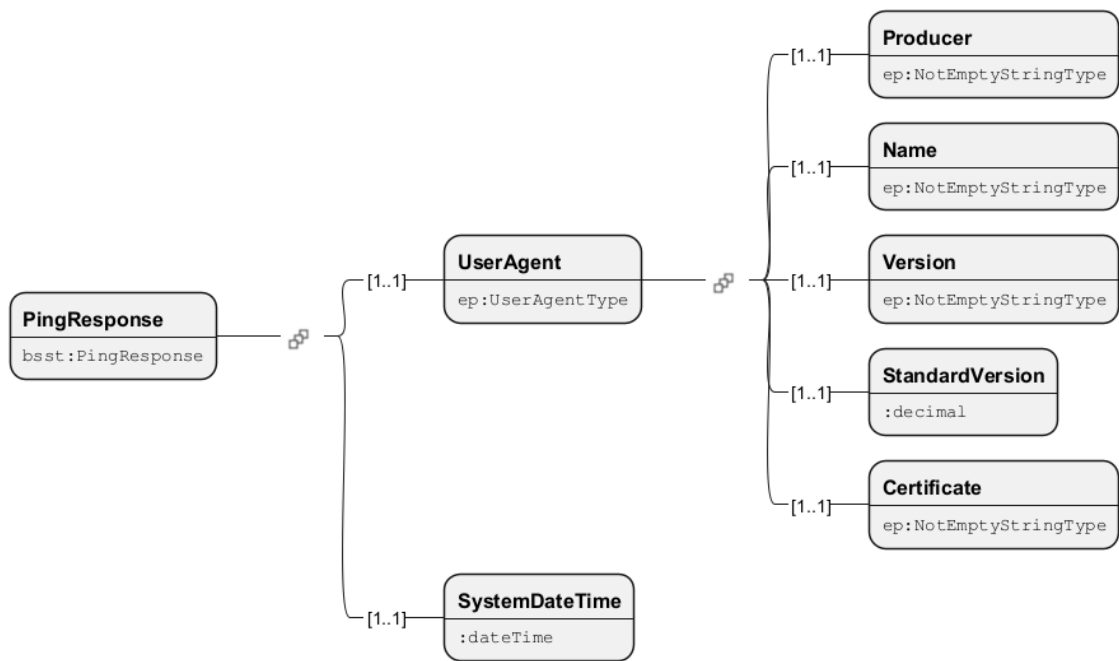 PingResponse
bsst:PingResponse
[1..1]
UserAgent
ep:UserAgentType
[1..1]
Producer
ep:NotEmptyStringType
[1..1]
Name
ep:NotEmptyStringType
[1..1]
Version
ep:NotEmptyStringType
[1..1]
StandardVersion
:decimal
[1..1]
Certificate
ep:NotEmptyStringType
[1..1]
SystemDateTime
:dateTime